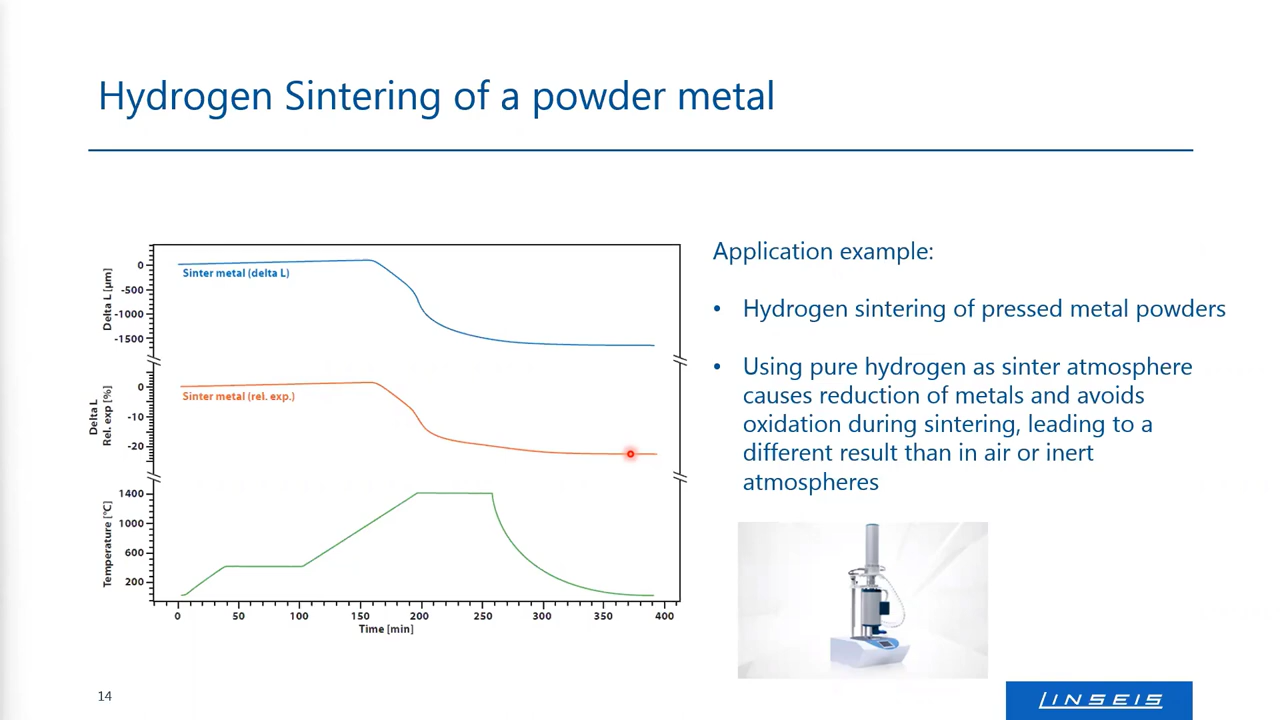 Hydrogen Sintering of a powder metal
Delta L [µm]
0
-500
-1000
-1500
Sinter metal (delta L)
Delta L
Rel. exp [%]
0
-10
-20
Sinter metal (rel. exp.)
Temperature [°C]
1400
1000
600
200
0
50
100
150
200
250
300
350
400
Time [min]
Application example:
• Hydrogen sintering of pressed metal powders
• Using pure hydrogen as sinter atmosphere
causes reduction of metals and avoids
oxidation during sintering, leading to a
different result than in air or inert
atmospheres
14
LINSEIS